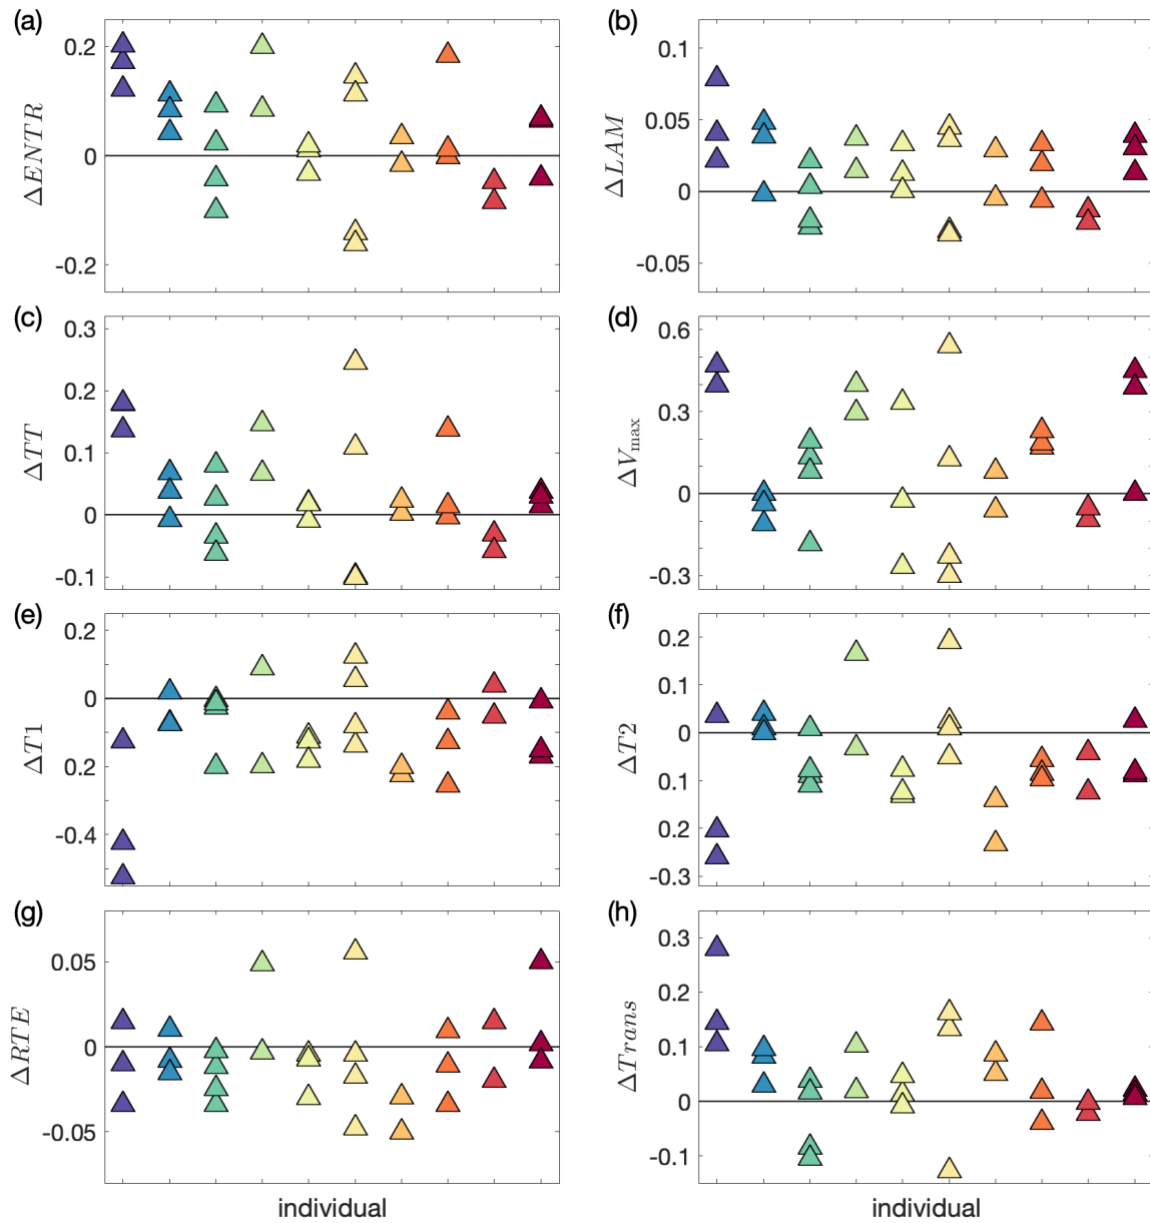 (a)
0.2
0
-0.2
ΔENTR
(b)
0.1
0.05
0
-0.05
ΔLAM
(c)
0.3
0.2
0.1
0
-0.1
ΔTT
(d)
0.6
0.3
0
-0.3
ΔVmax
(e)
0.2
0
0.2
-0.4
ΔT1
(f)
0.2
0.1
0
0.1
0.2
-0.3
ΔT2
(g)
0.05
0
-0.05
ΔRTE
individual
(h)
0.3
0.2
0.1
0
-0.1
ΔTrans
individual